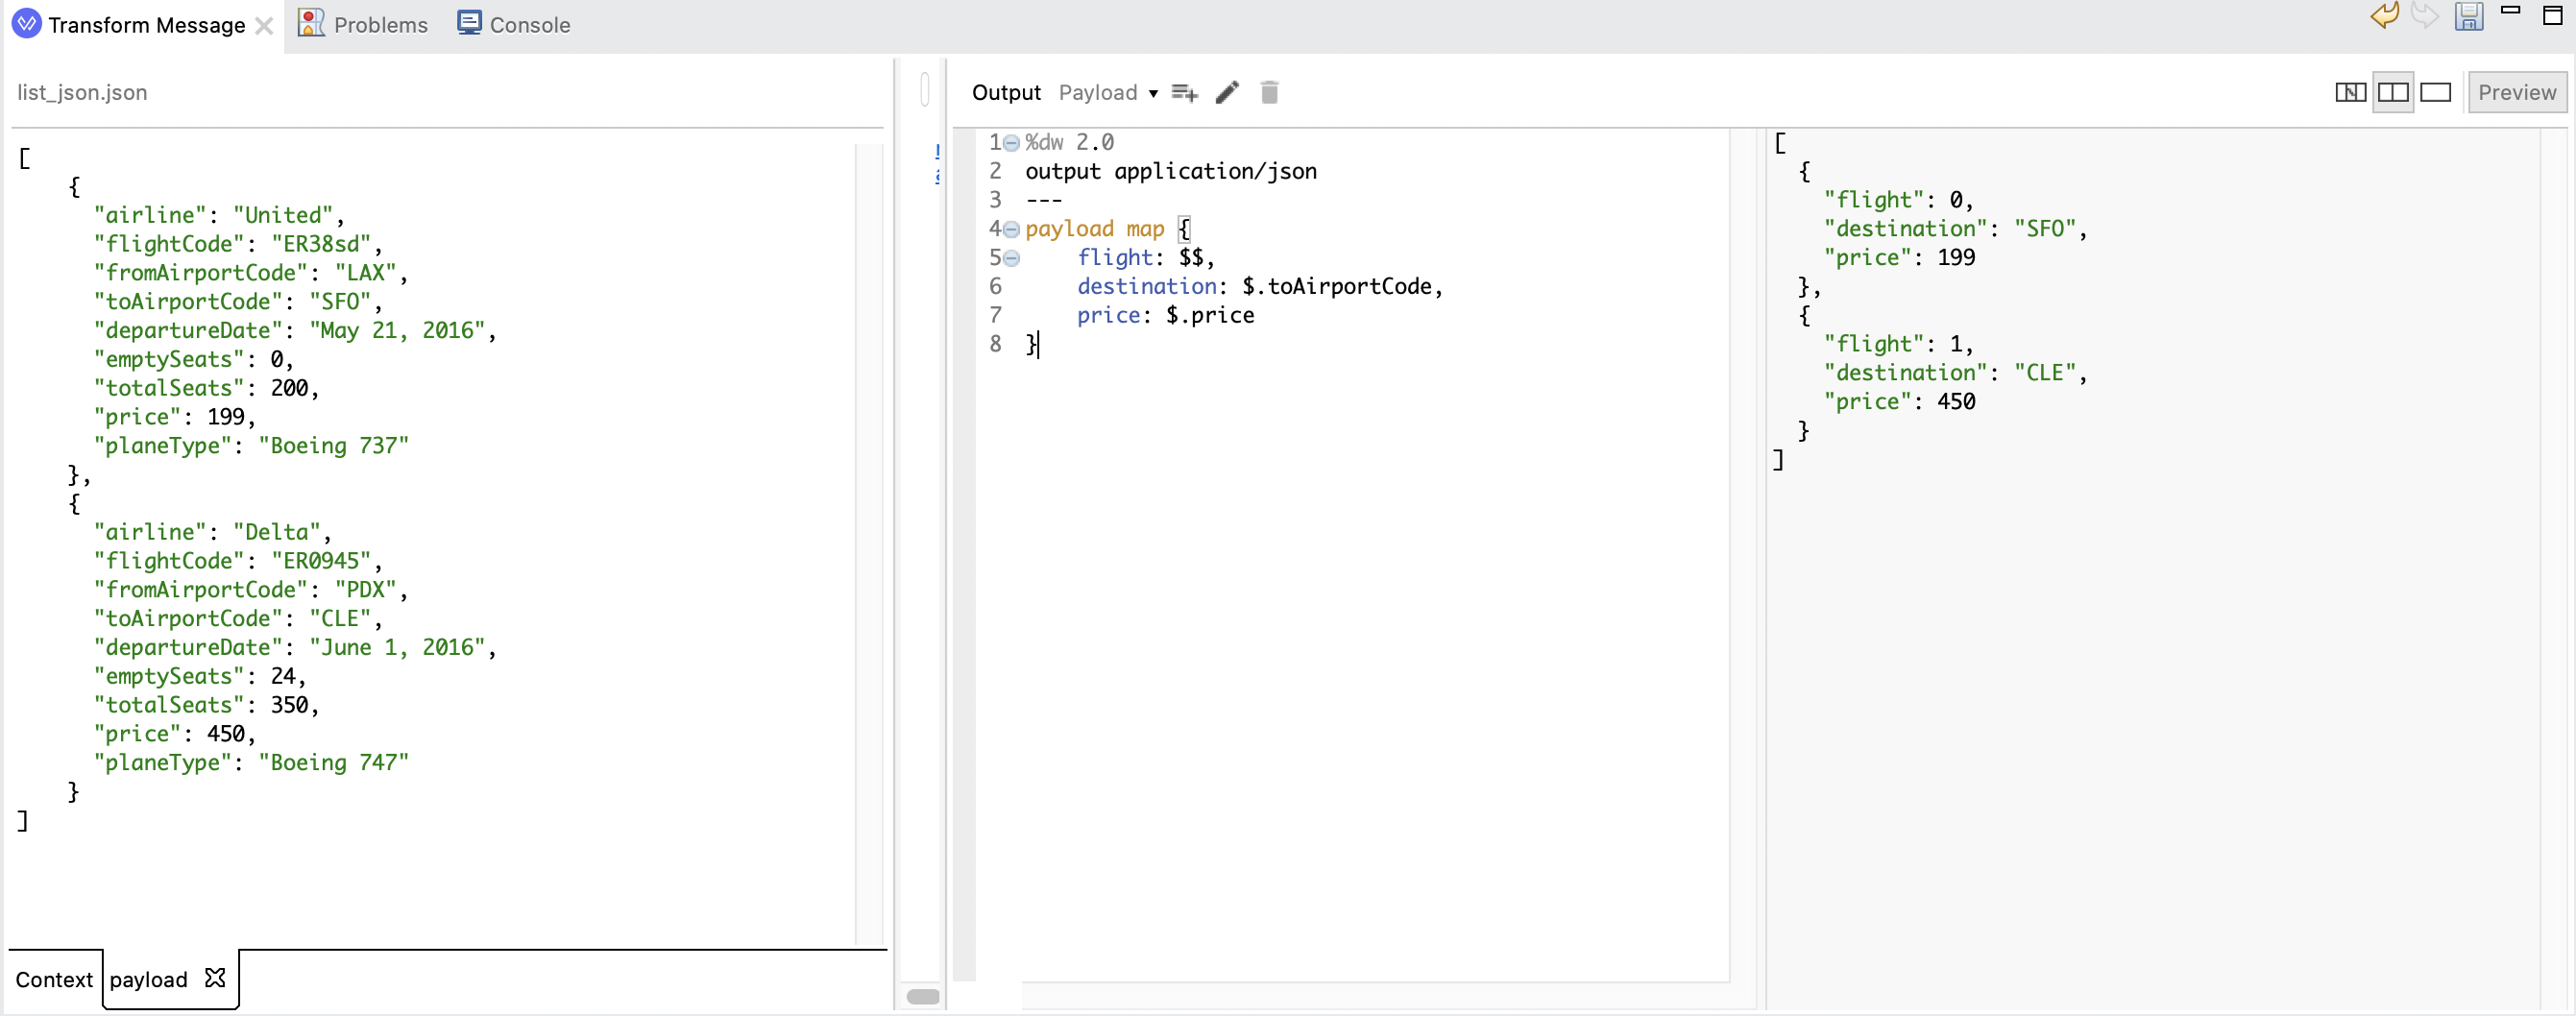 Transform Message
Problems
Console
list_json.json
[
{
"airline": "United",
"flightCode": "ER38sd",
"fromAirportCode": "LAX",
"toAirportCode": "SFO",
"departureDate": "May 21, 2016",
"emptySeats": 0,
"totalSeats": 200,
"price": 199,
"planeType": "Boeing 737"
},
{
"airline": "Delta",
"flightCode": "ER0945",
"fromAirportCode": "PDX",
"toAirportCode": "CLE",
"departureDate": "June 1, 2016",
"emptySeats": 24,
"totalSeats": 350,
"price": 450,
"planeType": "Boeing 747"
}
]
Context payload
Output Payload
Preview
1 %dw 2.0
2 output application/json
3 ---
4 payload map {
5 flight: $$,
6 destination: $.toAirportCode,
7 price: $.price
8 }
[
{
"flight": 0,
"destination": "SFO",
"price": 199
},
{
"flight": 1,
"destination": "CLE",
"price": 450
}
]